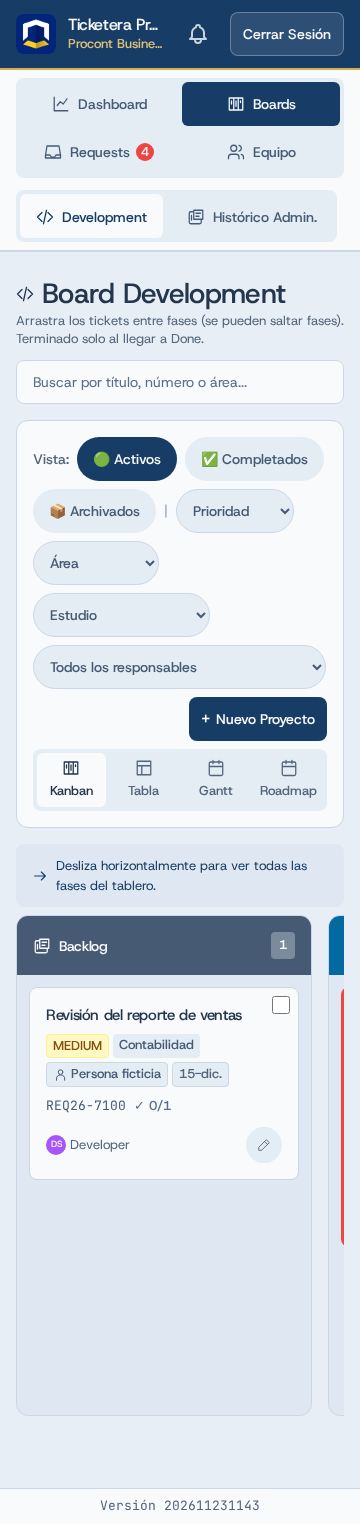 Ticketera Pr...
Procont Busine...
Cerrar Sesión
Dashboard
Boards
Requests 4
Equipo
Development
Histórico Admin.
Board Development
Arrastra los tickets entre fases (se pueden saltar fases).
Terminado solo al llegar a Done.
Buscar por título, número o área...
Vista: Activos Completados
Archivados | Prioridad
Área
Estudio
Todos los responsables
+ Nuevo Proyecto
Kanban Tabla Gantt Roadmap
→ Desliza horizontalmente para ver todas las
fases del tablero.
Backlog 1
Revisión del reporte de ventas
MEDIUM Contabilidad
Persona ficticia 15-dic.
REQ26-7100 ✓ 0/1
DS Developer
Versión 202611231143